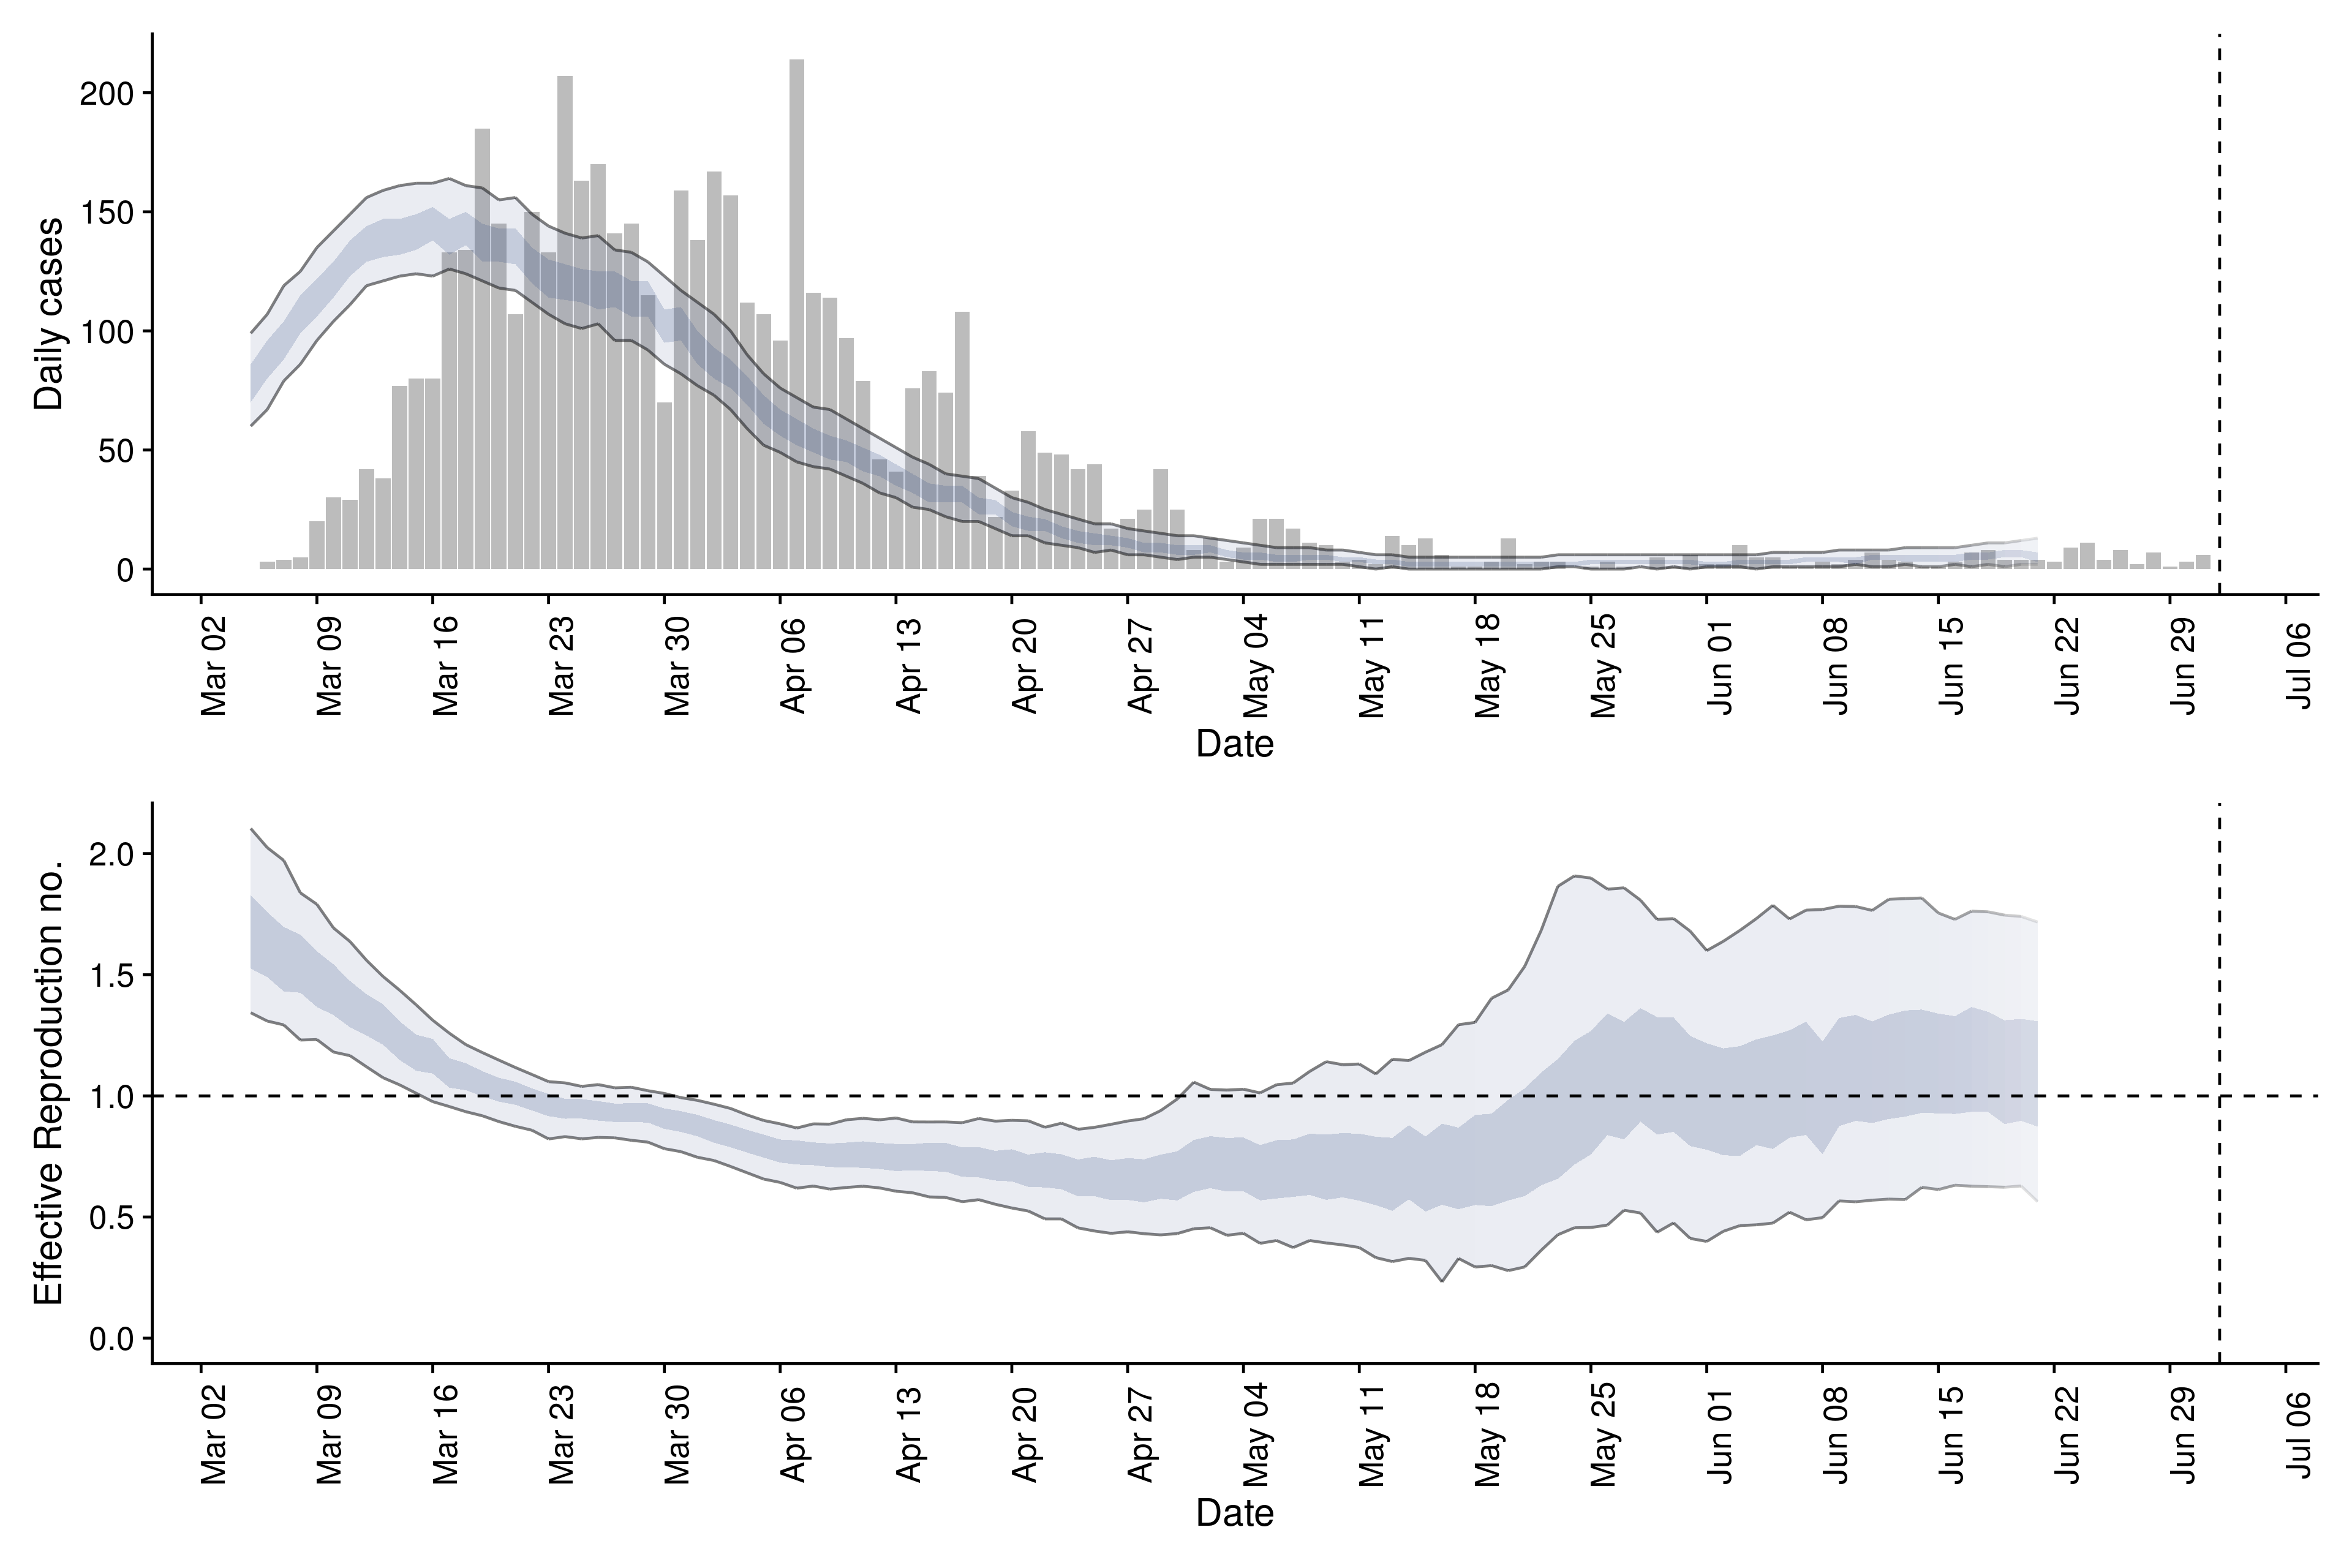 Daily cases
200
150
100
50
0
Mar 02 Mar 09 Mar 16 Mar 23 Mar 30 Apr 06 Apr 13 Apr 20 Apr 27 May 04 May 11 May 18 May 25 Jun 01 Jun 08 Jun 15 Jun 22 Jun 29 Jul 06
Date
Effective Reproduction no.
2.0
1.5
1.0
0.5
0.0
Mar 02 Mar 09 Mar 16 Mar 23 Mar 30 Apr 06 Apr 13 Apr 20 Apr 27 May 04 May 11 May 18 May 25 Jun 01 Jun 08 Jun 15 Jun 22 Jun 29 Jul 06
Date